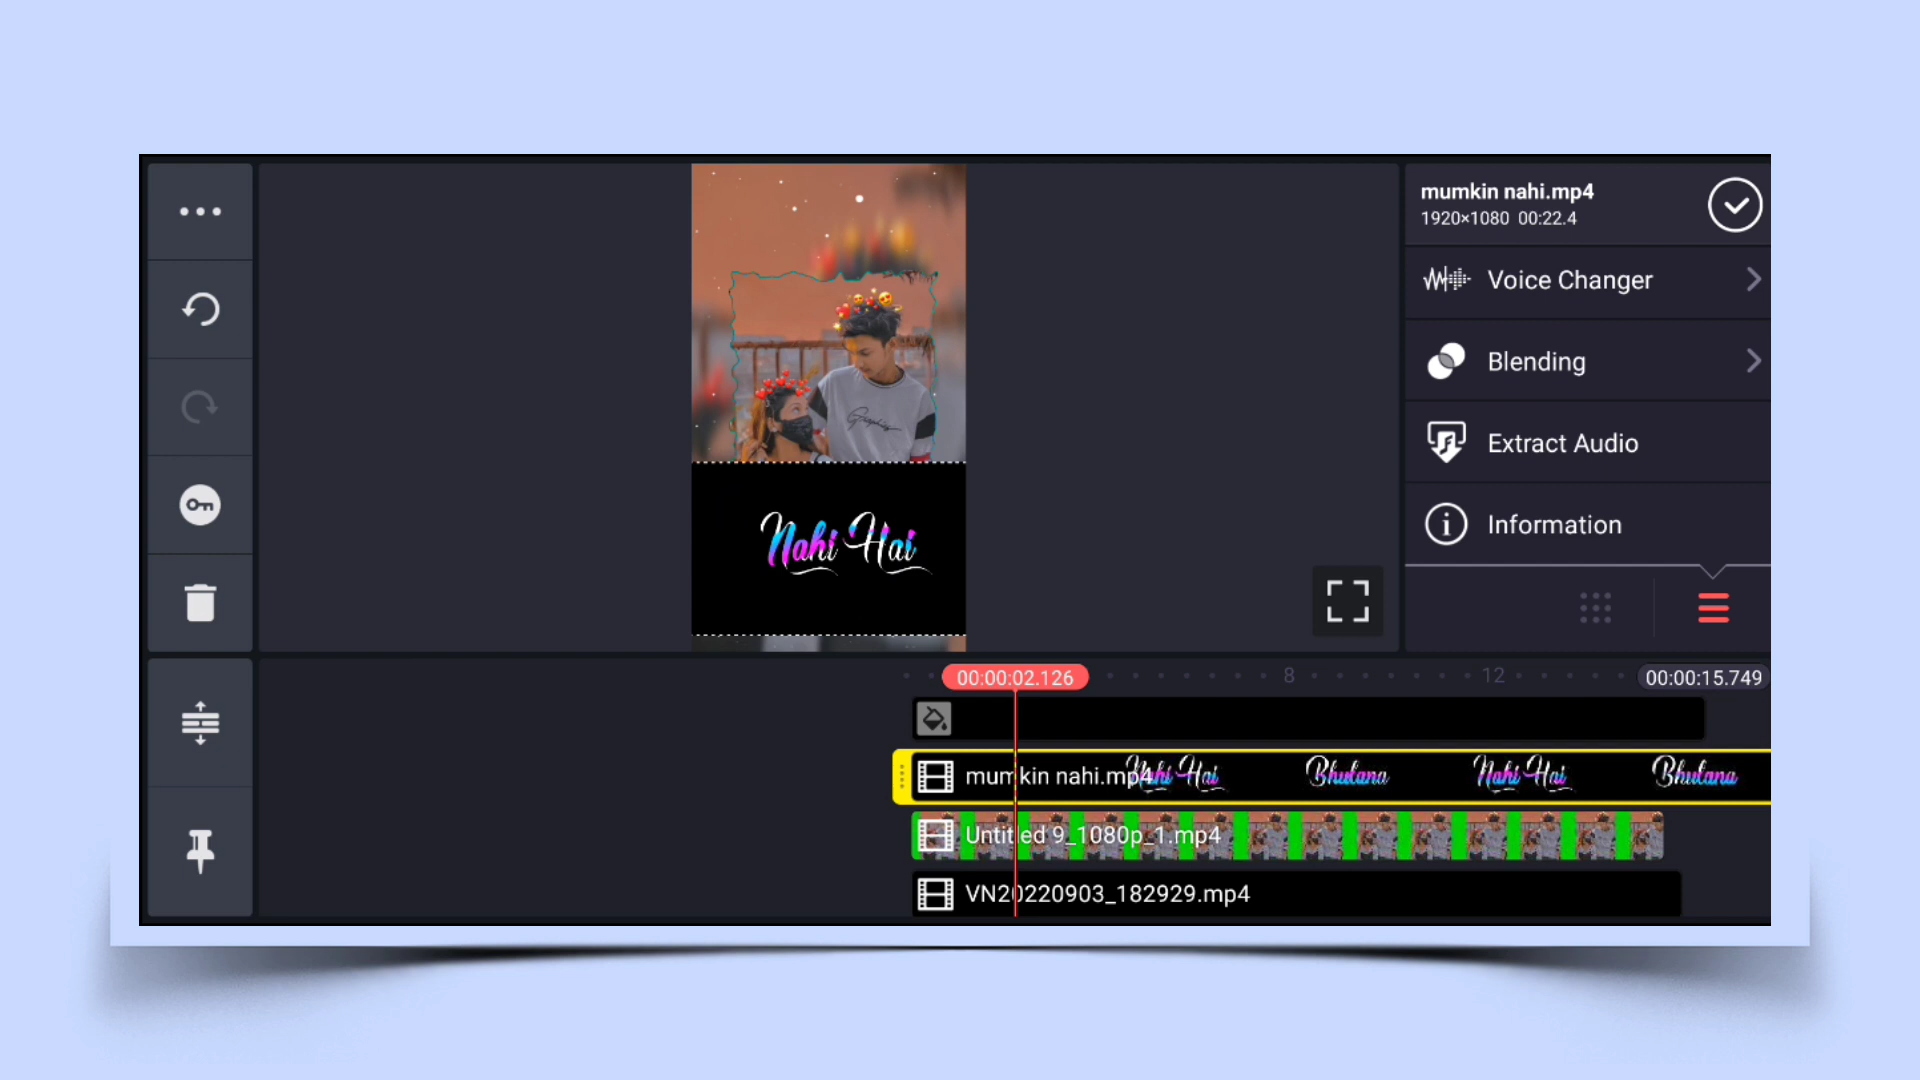 mumkin nahi.mp4
1920×1080 00:22.4
Voice Changer
Blending
Extract Audio
Information
Graphic
Nahi Hai
00:00:02.126
8
12
00:00:15.749
mumkin nahi.mp4
Nahi Hai
Bhulana
Nahi Hai
Bhulana
Untitled 9_1080p_1.mp4
VN20220903_182929.mp4